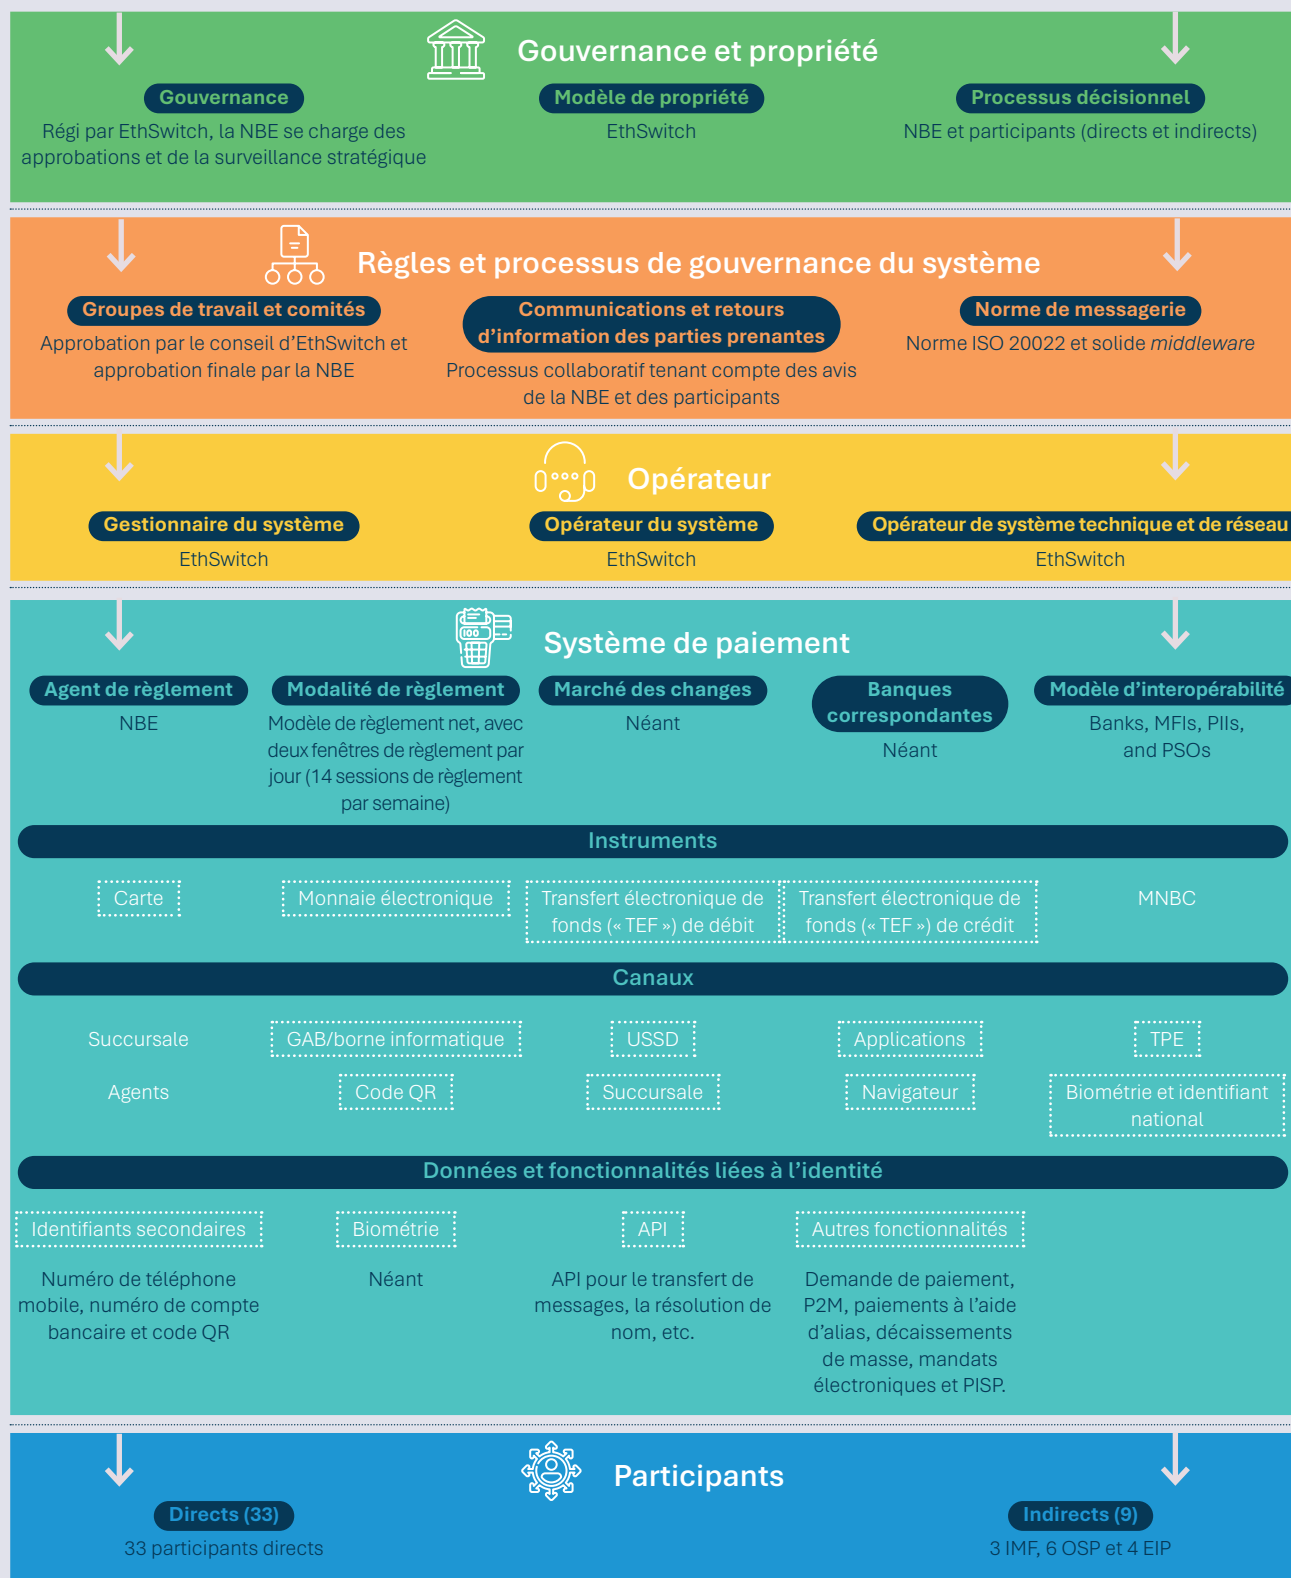 Gouvernance et propriété
Gouvernance
Régi par EthSwitch, la NBE se charge des
approbations et de la surveillance stratégique
Modèle de propriété
EthSwitch
Processus décisionnel
NBE et participants (directs et indirects)
Règles et processus de gouvernance du système
Groupes de travail et comités
Approbation par le conseil d'EthSwitch et
approbation finale par la NBE
Communications et retours
d'information des parties prenantes
Processus collaboratif tenant compte des avis
de la NBE et des participants
Norme de messagerie
Norme ISO 20022 et solide middleware
Opérateur
Gestionnaire du système
EthSwitch
Opérateur du système
EthSwitch
Opérateur de système technique et de réseau
EthSwitch
Système de paiement
Agent de règlement
NBE
Modalité de règlement
Modèle de règlement net, avec
deux fenêtres de règlement par
jour (14 sessions de règlement
par semaine)
Marché des changes
Néant
Banques
correspondantes
Néant
Modèle d'interopérabilité
Banks, MFIs, PIIs,
and PSOs
Instruments
Carte
Monnaie électronique
Transfert électronique de
fonds (« TEF ») de débit
Transfert électronique de
fonds (« TEF ») de crédit
MNBC
Canaux
Succursale
GAB/borne informatique
USSD
Applications
TPE
Agents
Code QR
Succursale
Navigateur
Biométrie et identifiant
national
Données et fonctionnalités liées à l'identité
Identifiants secondaires
Numéro de téléphone
mobile, numéro de compte
bancaire et code QR
Biométrie
Néant
API
API pour le transfert de
messages, la résolution de
nom, etc.
Autres fonctionnalités
Demande de paiement,
P2M, paiements à l'aide
d'alias, décaissements
de masse, mandats
électroniques et PISP.
Participants
Directs (33)
33 participants directs
Indirects (9)
3 IMF, 6 OSP et 4 EIP